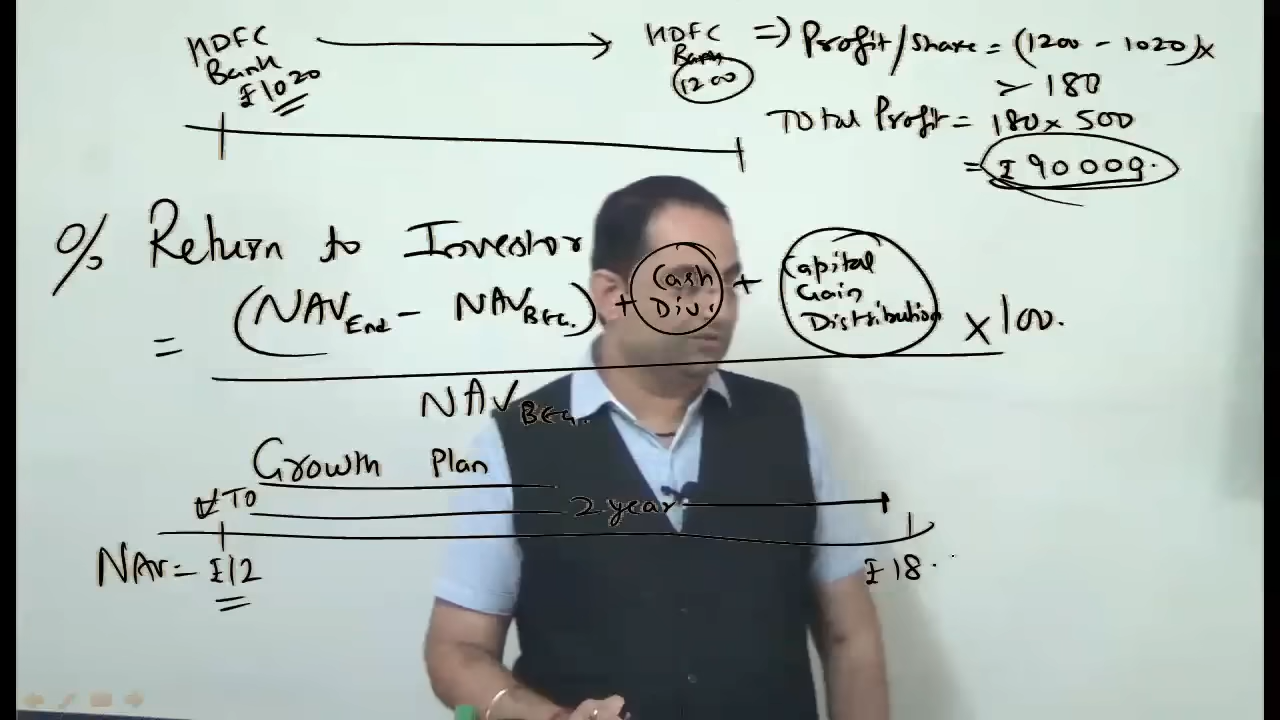 HDFC Bank ₹1020
HDFC Bank 1200
=> Profit/Share = (1200 - 1020)x
> 180
Total Profit = 180 x 500
= ₹ 90000.
% Return to Investor
= (NAV End - NAV Beg.) + Cash Div. + Capital Gain Distribution x 100.
NAV Beg.
Growth Plan
T0
2 year
NAV = ₹12
₹18.